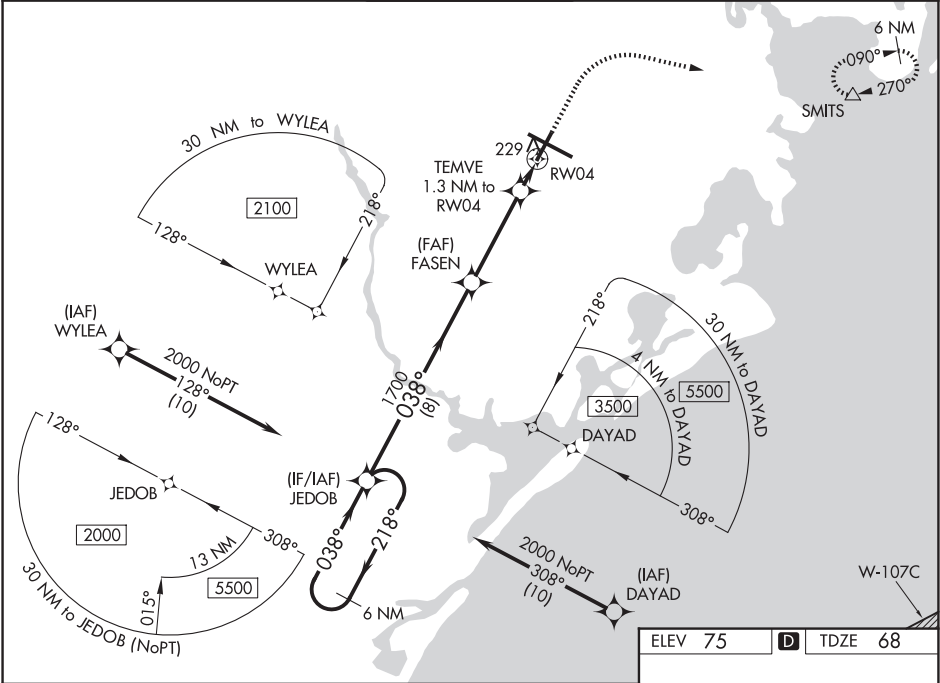 6 NM
090°
270°
SMITS
30 NM to WYLEA
2100
128°
218°
WYLEA
229
RW04
TEMVE
1.3 NM to
RW04
(FAF)
FASEN
(IAF)
WYLEA
2000 NoPT
128°
(10)
1700
038°
(8)
218°
30 NM to DAYAD
4 NM to DAYAD
5500
3500
DAYAD
308°
128°
JEDOB
2000
13 NM
308°
015°
5500
30 NM to JEDOB (NoPT)
(IF/IAF)
JEDOB
038°
218°
6 NM
2000 NoPT
308°
(10)
(IAF)
DAYAD
W-107C
ELEV 75 D TDZE 68